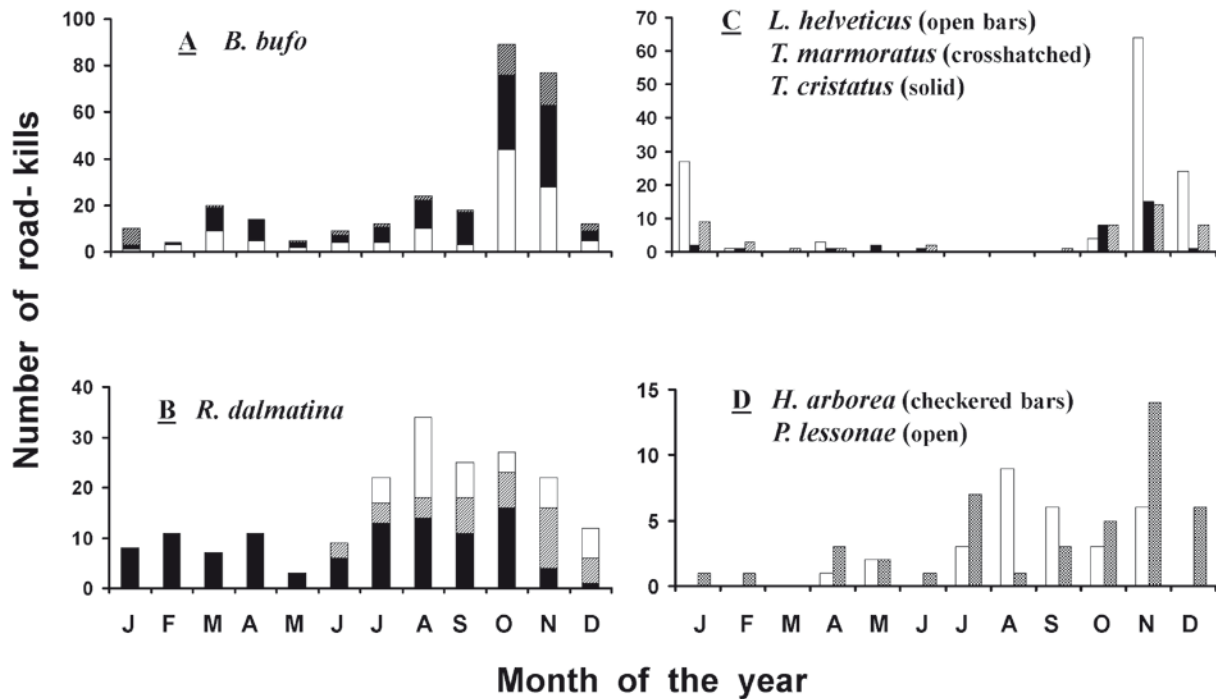 Number of road-kills
100
80
60
40
20
0
A B. bufo
70
60
50
40
30
20
10
0
C L. helveticus (open bars)
T. marmoratus (crosshatched)
T. cristatus (solid)
40
30
20
10
0
B R. dalmatina
J F M A M J J A S O N D
15
10
5
0
D H. arborea (checkered bars)
P. lessonae (open)
J F M A M J J A S O N D
Month of the year